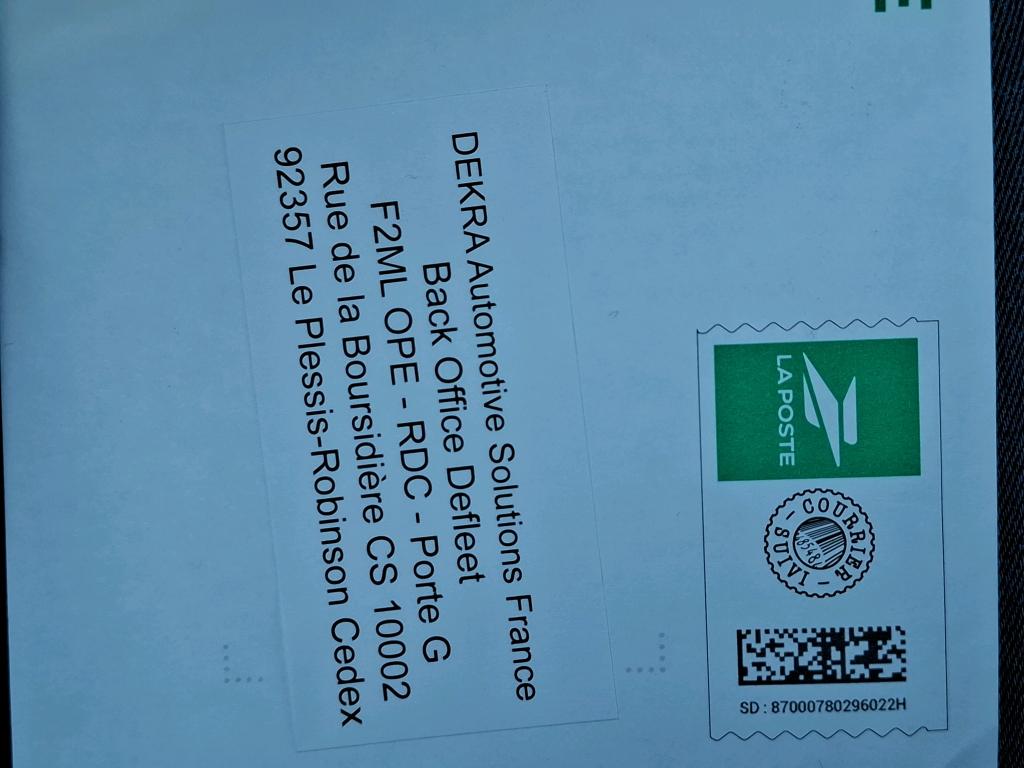 LA POSTE
COURRIER - SUIVI -
8548
SD : 87000780296022H
DEKRA Automotive Solutions France
Back Office Defleet
F2ML OPE - RDC - Porte G
Rue de la Boursidière CS 10002
92357 Le Plessis-Robinson Cedex